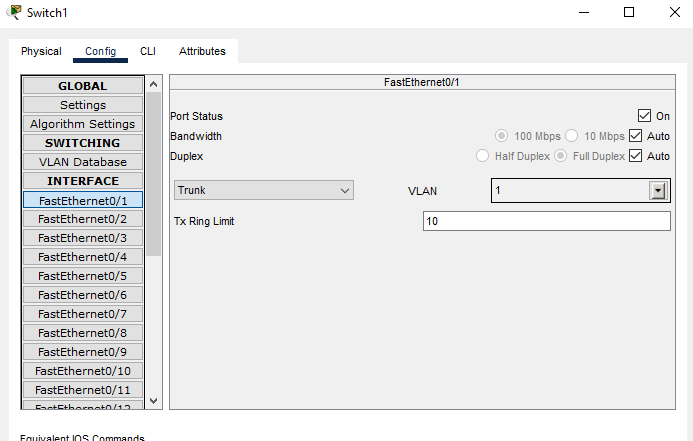 Switch1
Physical Config CLI Attributes
GLOBAL
Settings
Algorithm Settings
SWITCHING
VLAN Database
INTERFACE
FastEthernet0/1
FastEthernet0/2
FastEthernet0/3
FastEthernet0/4
FastEthernet0/5
FastEthernet0/6
FastEthernet0/7
FastEthernet0/8
FastEthernet0/9
FastEthernet0/10
FastEthernet0/11
FastEthernet0/12
FastEthernet0/1
Port Status On
Bandwidth 100 Mbps 10 Mbps Auto
Duplex Half Duplex Full Duplex Auto
Trunk VLAN 1
Tx Ring Limit 10
Equivalent IOS Commands